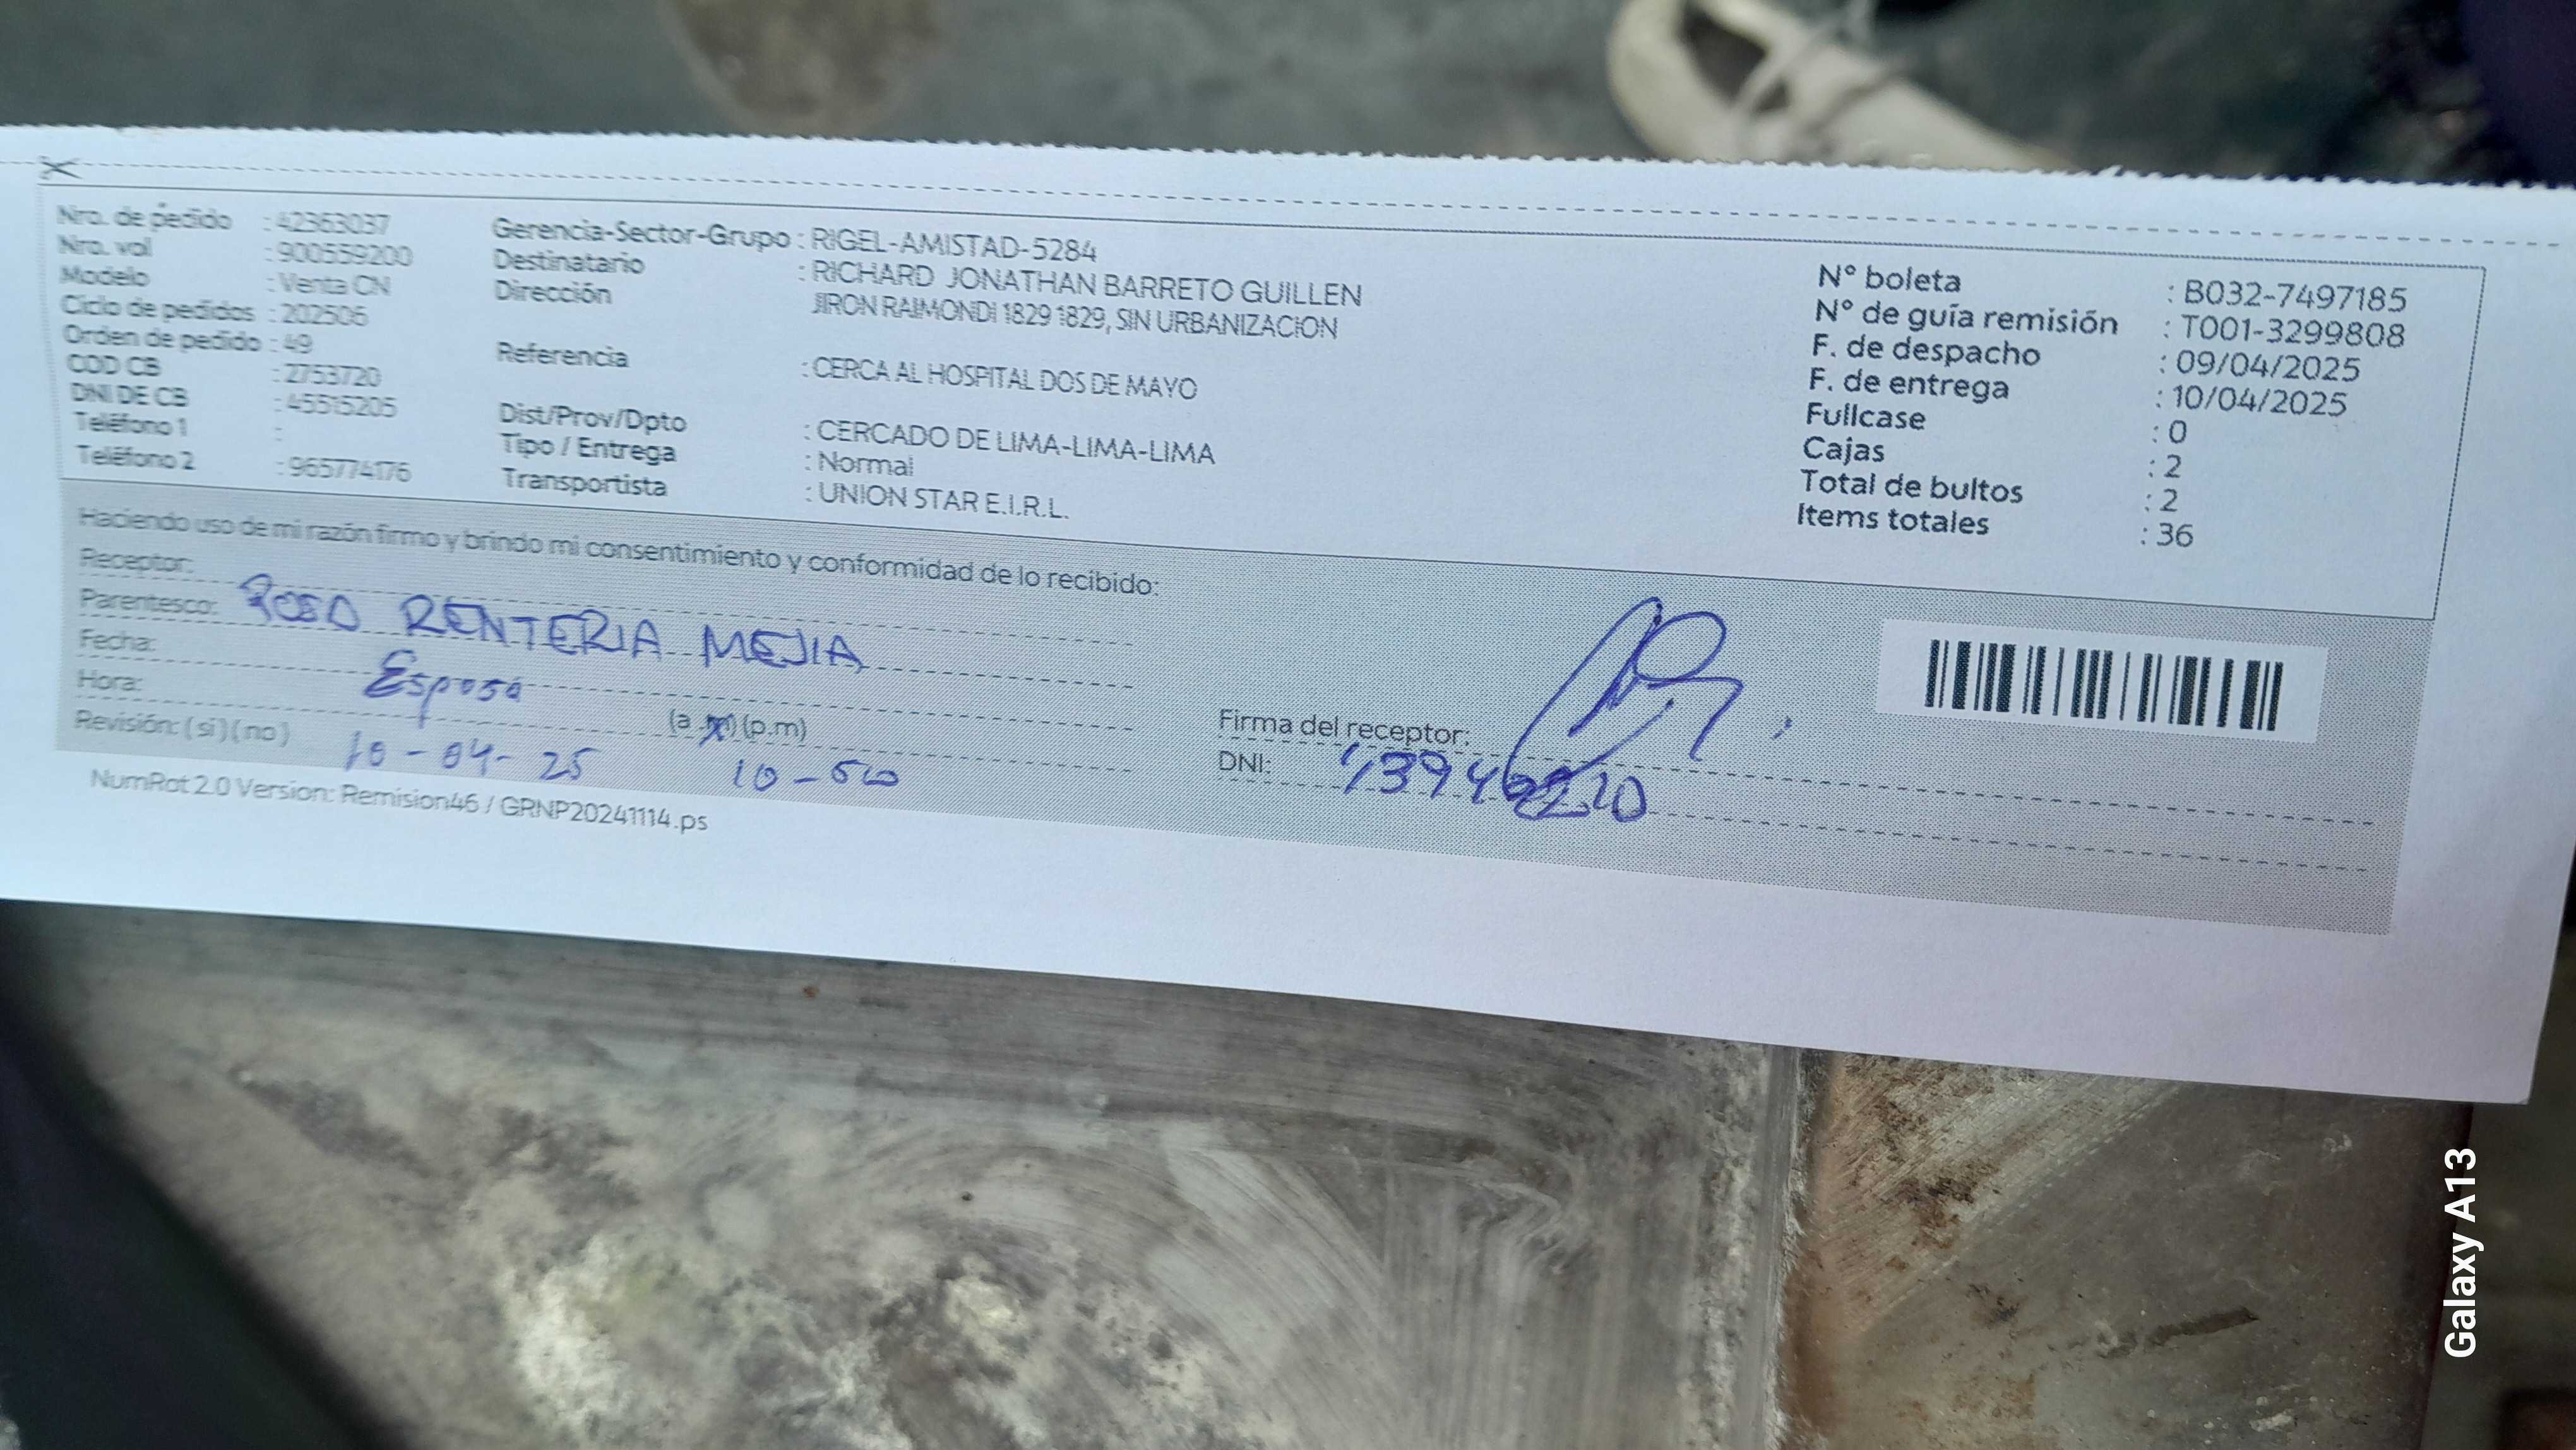 Nro. de pedido : 42363037
Nro. val : 900559200
Modelo : Venta CN
Ciclo de pedidos : 202506
Orden de pedido : 49
COD CB : 2753720
DNI DE CB : 45515205
Teléfono 1 :
Teléfono 2 : 965774176
Gerencia-Sector-Grupo : RIGEL-AMISTAD-5284
Destinatario : RICHARD JONATHAN BARRETO GUILLEN
Dirección JIRON RAIMONDI 1829 1829, SIN URBANIZACION
Referencia : CERCA AL HOSPITAL DOS DE MAYO
Dist/Prov/Dpto : CERCADO DE LIMA-LIMA-LIMA
Tipo / Entrega : Normal
Transportista : UNION STAR E.I.R.L.
N° boleta : B032-7497185
N° de guía remisión : T001-3299808
F. de despacho : 09/04/2025
F. de entrega : 10/04/2025
Fullcase : 0
Cajas : 2
Total de bultos : 2
Items totales : 36
Haciendo uso de mi razón firmo y brindo mi consentimiento y conformidad de lo recibido:
Receptor:
Parentesco: RENTERIA MEJIA
Fecha: Esposa
Hora: (a.m) (p.m)
Revisión: (si) (no) 10-04-25 10-50
Firma del receptor:
DNI:
NumRot 2.0 Version: Remision46 / GRNP20241114.ps
Galaxy A13